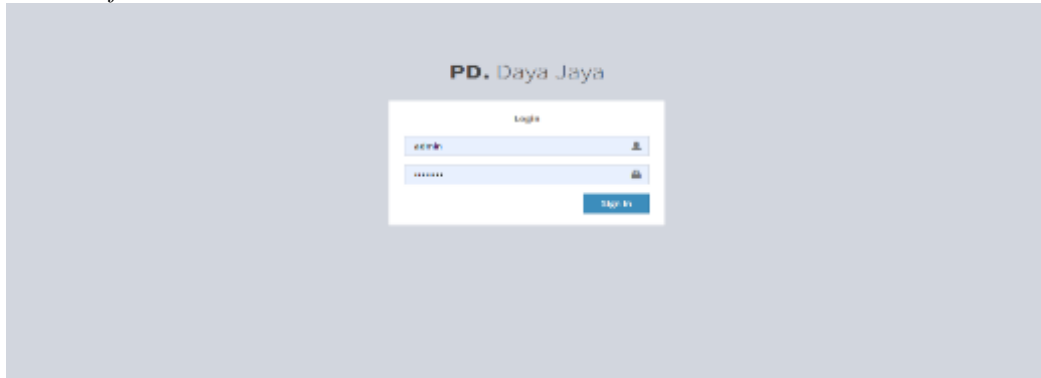 PD. Daya Jaya
Login
admin
•••••••
Sign In